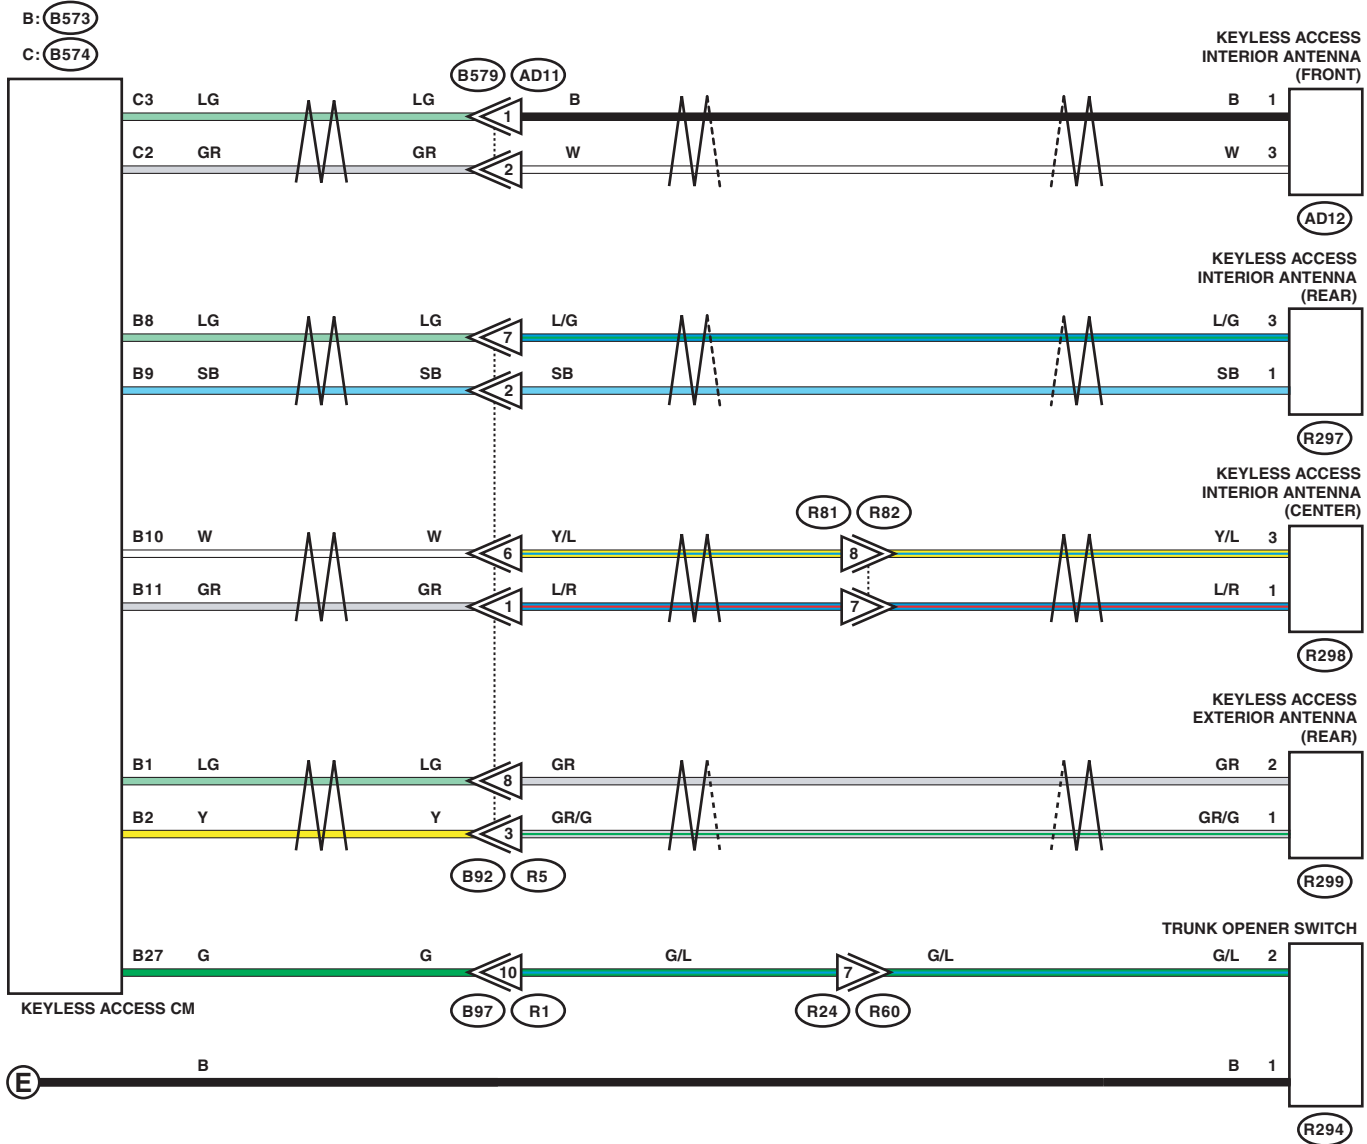 B: B573
C: B574
B579 AD11
KEYLESS ACCESS
INTERIOR ANTENNA
(FRONT)
C3 LG LG 1 B B 1
C2 GR GR 2 W W 3
AD12
KEYLESS ACCESS
INTERIOR ANTENNA
(REAR)
B8 LG LG 7 L/G L/G 3
B9 SB SB 2 SB SB 1
R297
KEYLESS ACCESS
INTERIOR ANTENNA
(CENTER)
R81 R82
B10 W W 6 Y/L 8 Y/L 3
B11 GR GR 1 L/R 7 L/R 1
R298
KEYLESS ACCESS
EXTERIOR ANTENNA
(REAR)
B1 LG LG 8 GR GR 2
B2 Y Y 3 GR/G GR/G 1
B92 R5
R299
TRUNK OPENER SWITCH
B27 G G 10 G/L 7 G/L G/L 2
KEYLESS ACCESS CM
B97 R1 R24 R60
E B B 1
R294